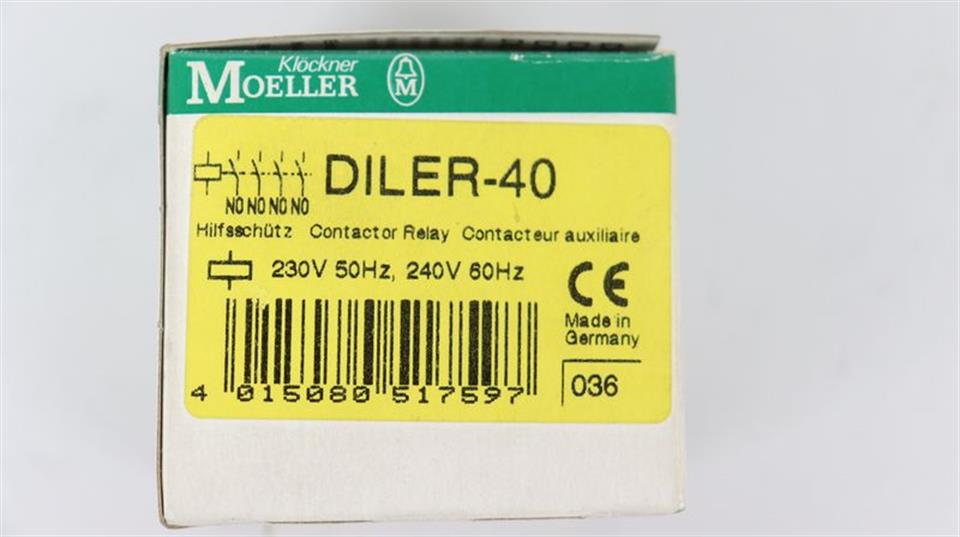 Klöckner
MOELLER
M
DILER-40
NO NO NO NO
Hilfsschütz Contactor Relay Contacteur auxiliaire
230V 50Hz, 240V 60Hz
CE
Made in
Germany
036
4 015080 517597